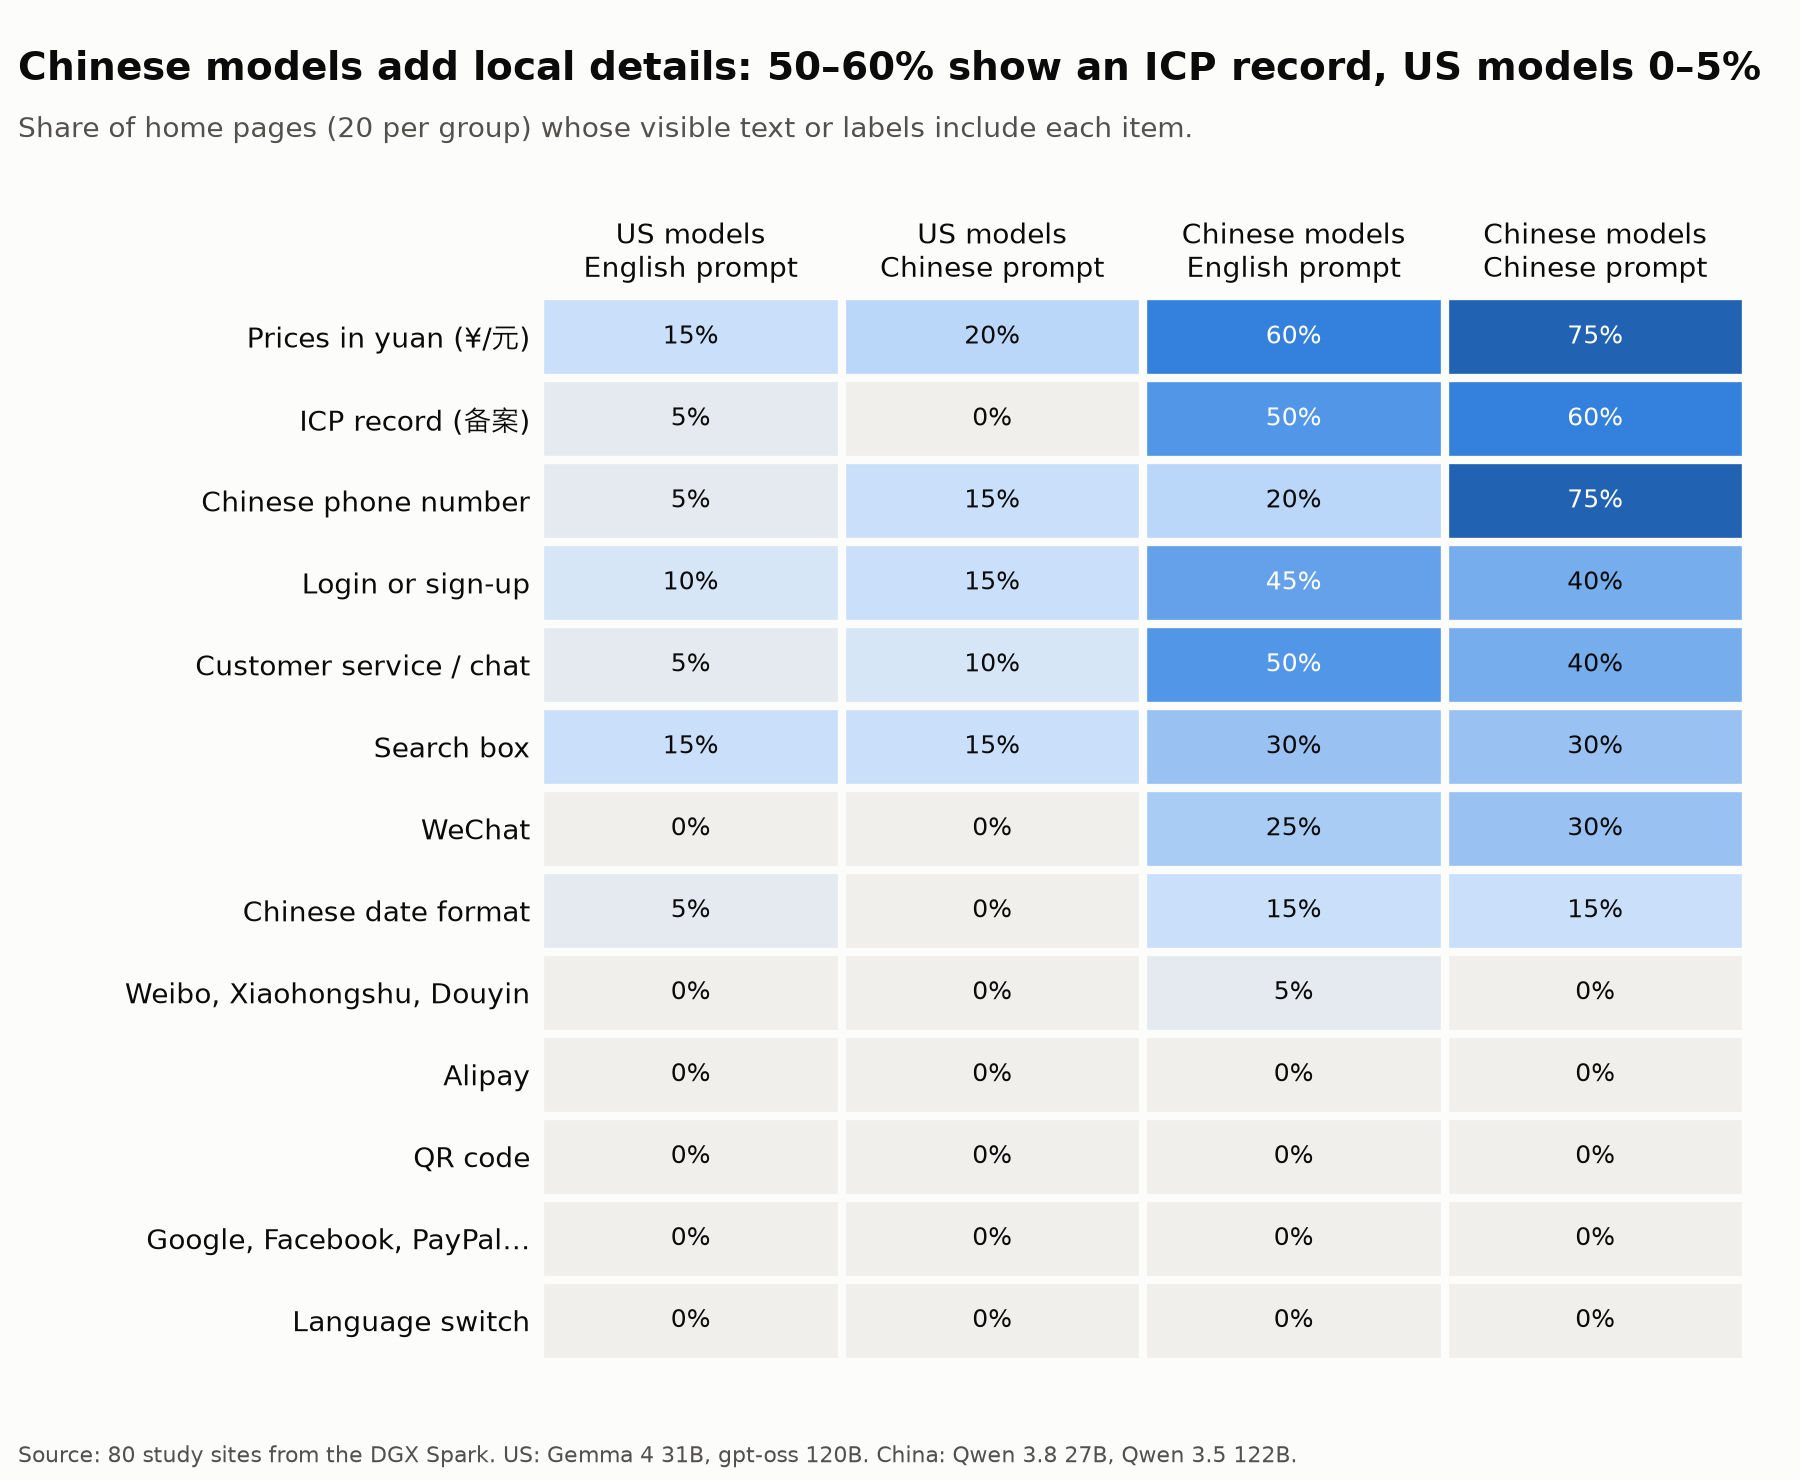 Chinese models add local details: 50–60% show an ICP record, US models 0–5%
Share of home pages (20 per group) whose visible text or labels include each item.
US models US models Chinese models Chinese models
English prompt Chinese prompt English prompt Chinese prompt
Prices in yuan (¥/元) 15% 20% 60% 75%
ICP record (备案) 5% 0% 50% 60%
Chinese phone number 5% 15% 20% 75%
Login or sign-up 10% 15% 45% 40%
Customer service / chat 5% 10% 50% 40%
Search box 15% 15% 30% 30%
WeChat 0% 0% 25% 30%
Chinese date format 5% 0% 15% 15%
Weibo, Xiaohongshu, Douyin 0% 0% 5% 0%
Alipay 0% 0% 0% 0%
QR code 0% 0% 0% 0%
Google, Facebook, PayPal… 0% 0% 0% 0%
Language switch 0% 0% 0% 0%
Source: 80 study sites from the DGX Spark. US: Gemma 4 31B, gpt-oss 120B. China: Qwen 3.8 27B, Qwen 3.5 122B.